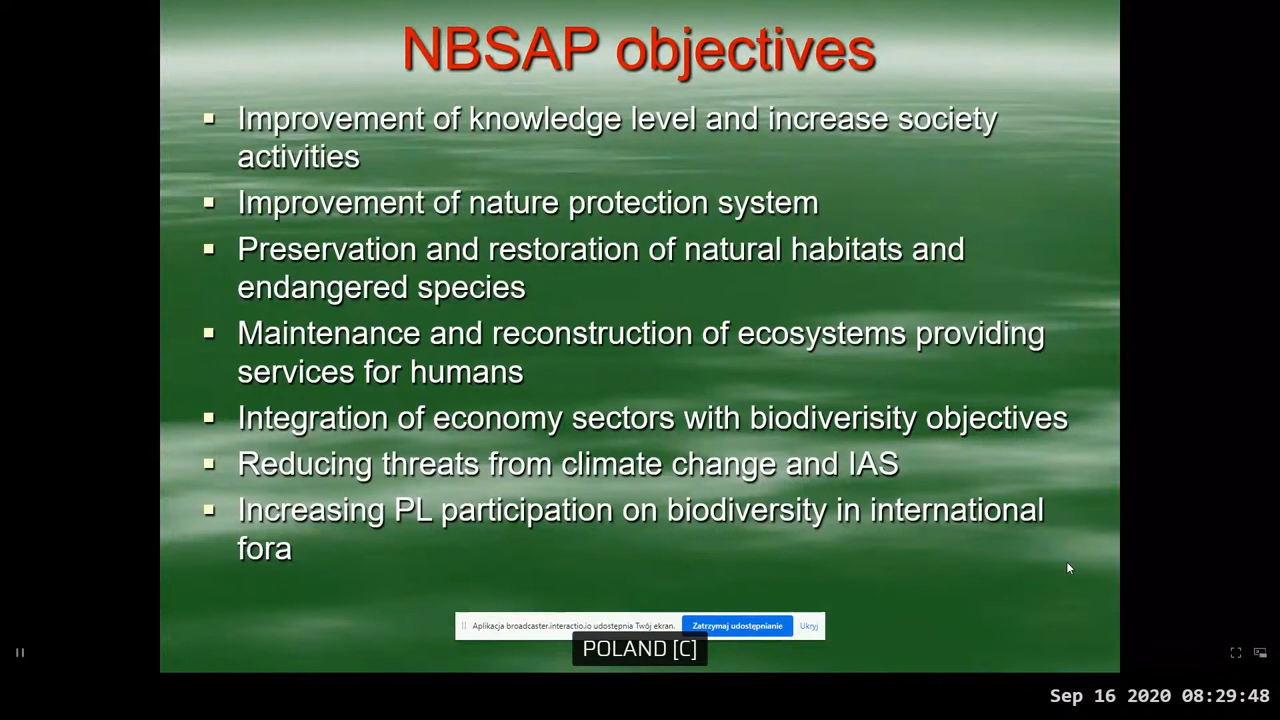 NBSAP objectives
Improvement of knowledge level and increase society
activities
Improvement of nature protection system
Preservation and restoration of natural habitats and
endangered species
Maintenance and reconstruction of ecosystems providing
services for humans
Integration of economy sectors with biodiverisity objectives
Reducing threats from climate change and IAS
Increasing PL participation on biodiversity in international
fora
Aplikacja broadcaster.interactio.io udostępnia Twój ekran. Zatrzymaj udostępnianie Ukryj
POLAND [C]
Sep 16 2020 08:29:48